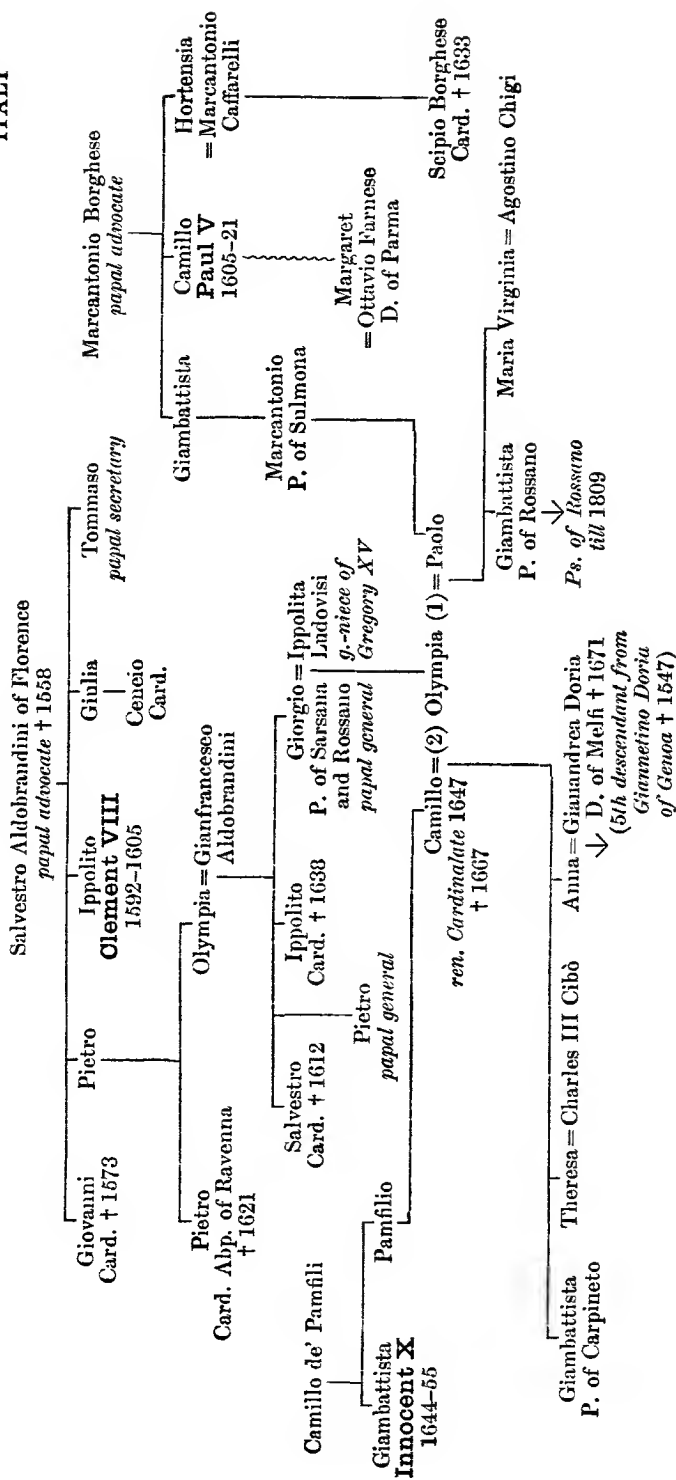 ITALY
Salvestro Aldobrandini of Florence
papal advocate † 1558
Marcantonio Borghese
papal advocate
Giovanni
Card. † 1573
Pietro
Ippolito
Clement VIII
1592–1605
Giulia
Cencio
Card.
Tommaso
papal secretary
Giambattista
Camillo
Paul V
1605–21
Hortensia
=Marcantonio
Caffarelli
Pietro
Card. Abp. of Ravenna
† 1621
Olympia=Gianfrancesco
Aldobrandini
Marcantonio
P. of Sulmona
Margaret
=Ottavio Farnese
D. of Parma
Scipio Borghese
Card. † 1633
Camillo de' Pamfili
Salvestro
Card. † 1612
Pietro
papal general
Ippolito
Card. † 1638
Giorgio=Ippolita
P. of Sarsana Ludovisi
and Rossano g.-niece of
papal general Gregory XV
Giambattista
Innocent X
1644–55
Pamfilio
Camillo=(2) Olympia (1)=Paolo
ren. Cardinalate 1647
† 1667
Giambattista
P. of Rossano
Ps. of Rossano
till 1809
Maria Virginia=Agostino Chigi
Giambattista
P. of Carpineto
Theresa=Charles III Cibò
Anna=Gianandrea Doria
D. of Melfi † 1671
(5th descendant from
Giannetino Doria
of Genoa † 1547)